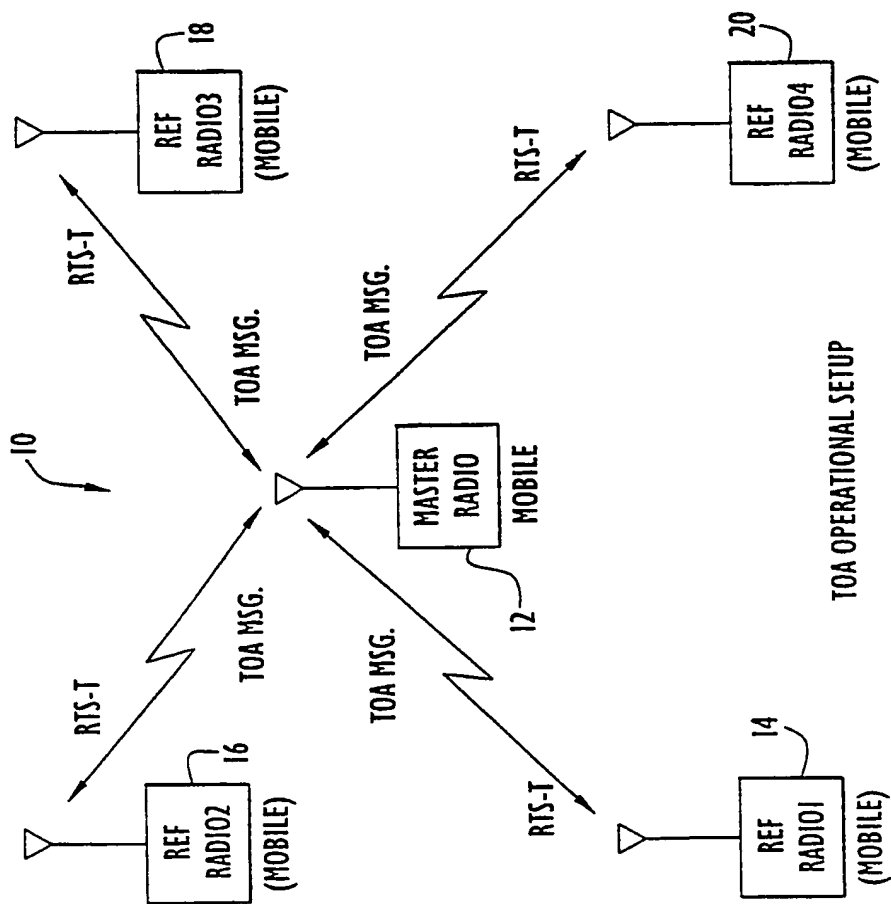 10
REF
RADIO2
16
(MOBILE)
RTS-T
TOA MSG.
REF
RADIO3
18
(MOBILE)
RTS-T
TOA MSG.
MASTER
RADIO
12
MOBILE
REF
RADIO1
14
(MOBILE)
RTS-T
TOA MSG.
REF
RADIO4
20
(MOBILE)
RTS-T
TOA MSG.
TOA OPERATIONAL SETUP